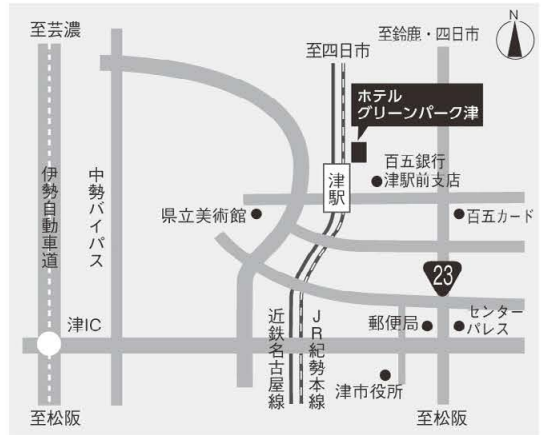 至芸濃
至四日市
至鈴鹿・四日市
N
ホテル
グリーンパーク津
伊勢自動車道
中勢バイパス
津駅
百五銀行
津駅前支店
県立美術館
百五カード
23
津IC
近鉄名古屋線
JR紀勢本線
郵便局
センター
パレス
津市役所
至松阪
至松阪